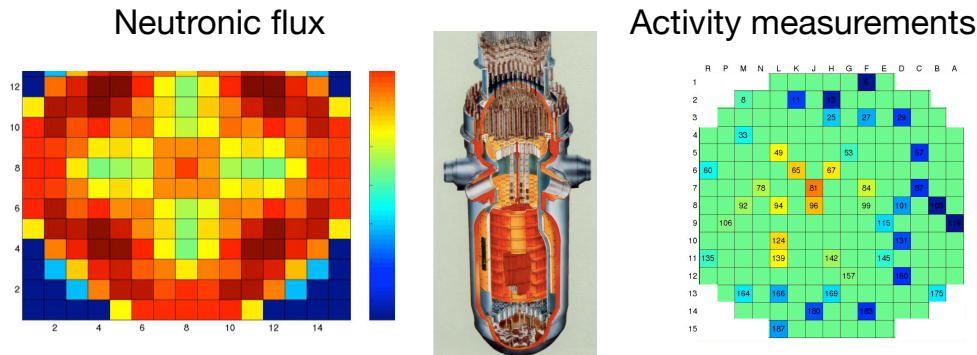 Neutronic flux
Activity measurements
12
10
8
6
4
2
2 4 6 8 10 12 14
R P M N L K J H G F E D C B A
1
2 8 11 13
3 25 27 29
4 33
5 49 53 57
6 60 65 67
7 78 81 84 87
8 92 94 96 99 101 103
9 106 115
10 124 131
11 135 139 142 145
12 157 160
13 164 166 169 175
14 180 183
15 187